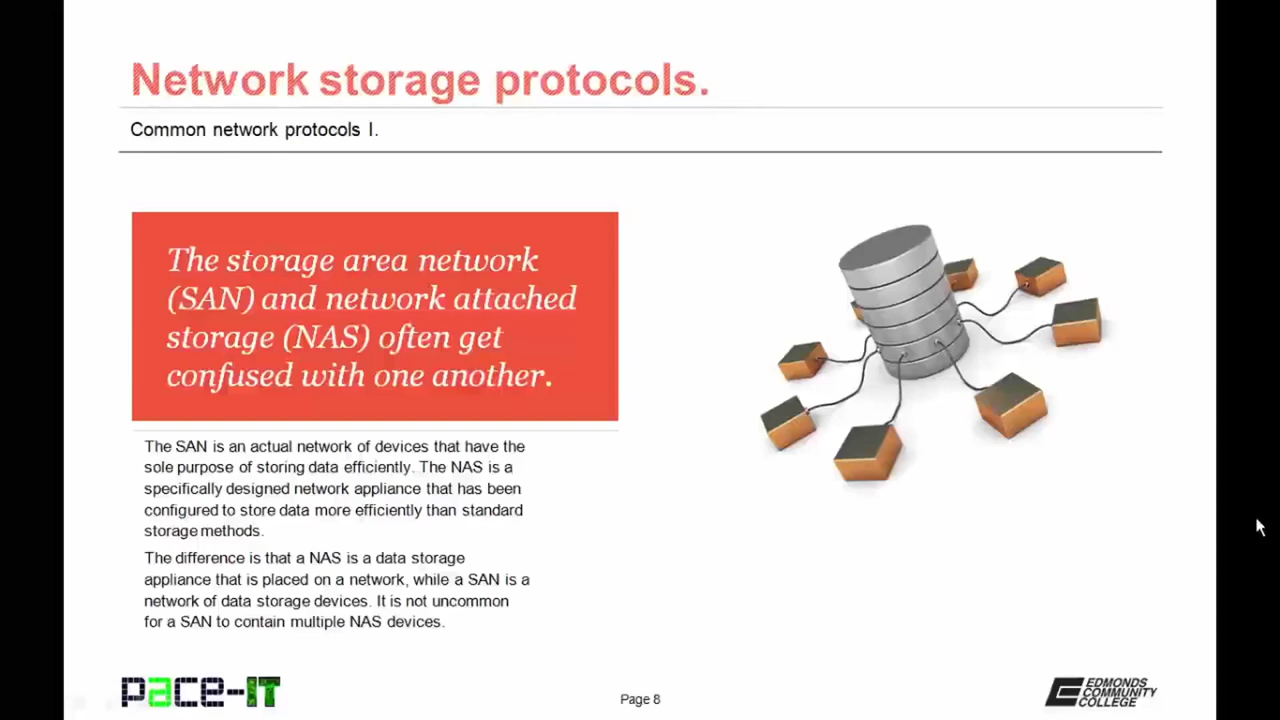 Network storage protocols.
Common network protocols I.
The storage area network
(SAN) and network attached
storage (NAS) often get
confused with one another.
The SAN is an actual network of devices that have the
sole purpose of storing data efficiently. The NAS is a
specifically designed network appliance that has been
configured to store data more efficiently than standard
storage methods.
The difference is that a NAS is a data storage
appliance that is placed on a network, while a SAN is a
network of data storage devices. It is not uncommon
for a SAN to contain multiple NAS devices.
pace-IT
Page 8
EDMONDS
COMMUNITY
COLLEGE